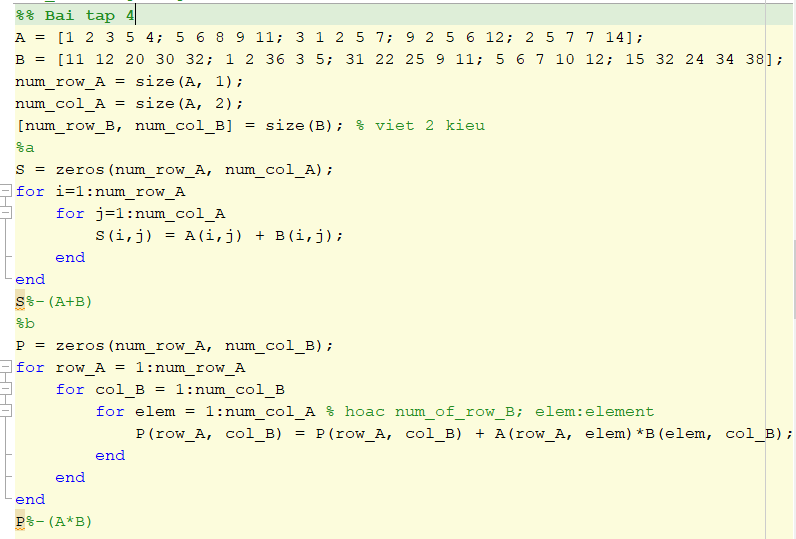 %% Bai tap 4
A = [1 2 3 5 4; 5 6 8 9 11; 3 1 2 5 7; 9 2 5 6 12; 2 5 7 7 14];
B = [11 12 20 30 32; 1 2 36 3 5; 31 22 25 9 11; 5 6 7 10 12; 15 32 24 34 38];
num_row_A = size(A, 1);
num_col_A = size(A, 2);
[num_row_B, num_col_B] = size(B); % viet 2 kieu
%a
S = zeros(num_row_A, num_col_A);
for i=1:num_row_A
    for j=1:num_col_A
        S(i,j) = A(i,j) + B(i,j);
    end
end
S%-(A+B)
%b
P = zeros(num_row_A, num_col_B);
for row_A = 1:num_row_A
    for col_B = 1:num_col_B
        for elem = 1:num_col_A % hoac num_of_row_B; elem:element
            P(row_A, col_B) = P(row_A, col_B) + A(row_A, elem)*B(elem, col_B);
        end
    end
end
P%-(A*B)